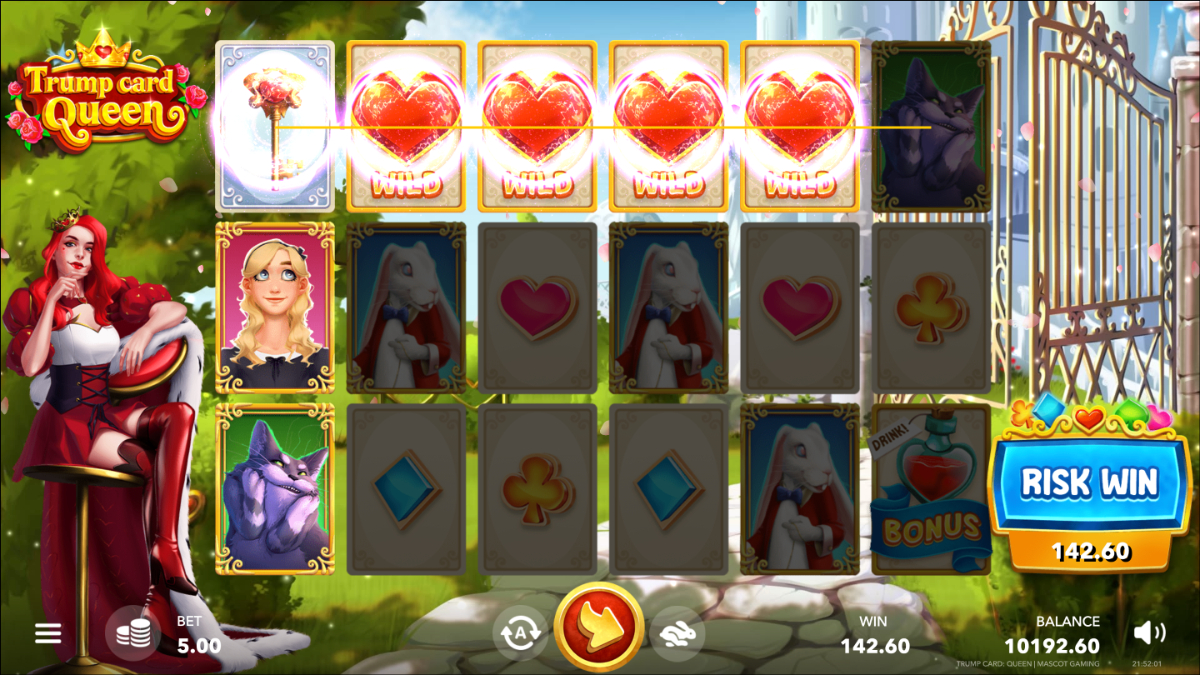 Trump card
Queen
WILD
WILD
WILD
WILD
DRINK!
BONUS
RISK WIN
142.60
BET
5.00
A
WIN
142.60
BALANCE
10192.60
TRUMP CARD: QUEEN | MASCOT GAMING
21:52:01